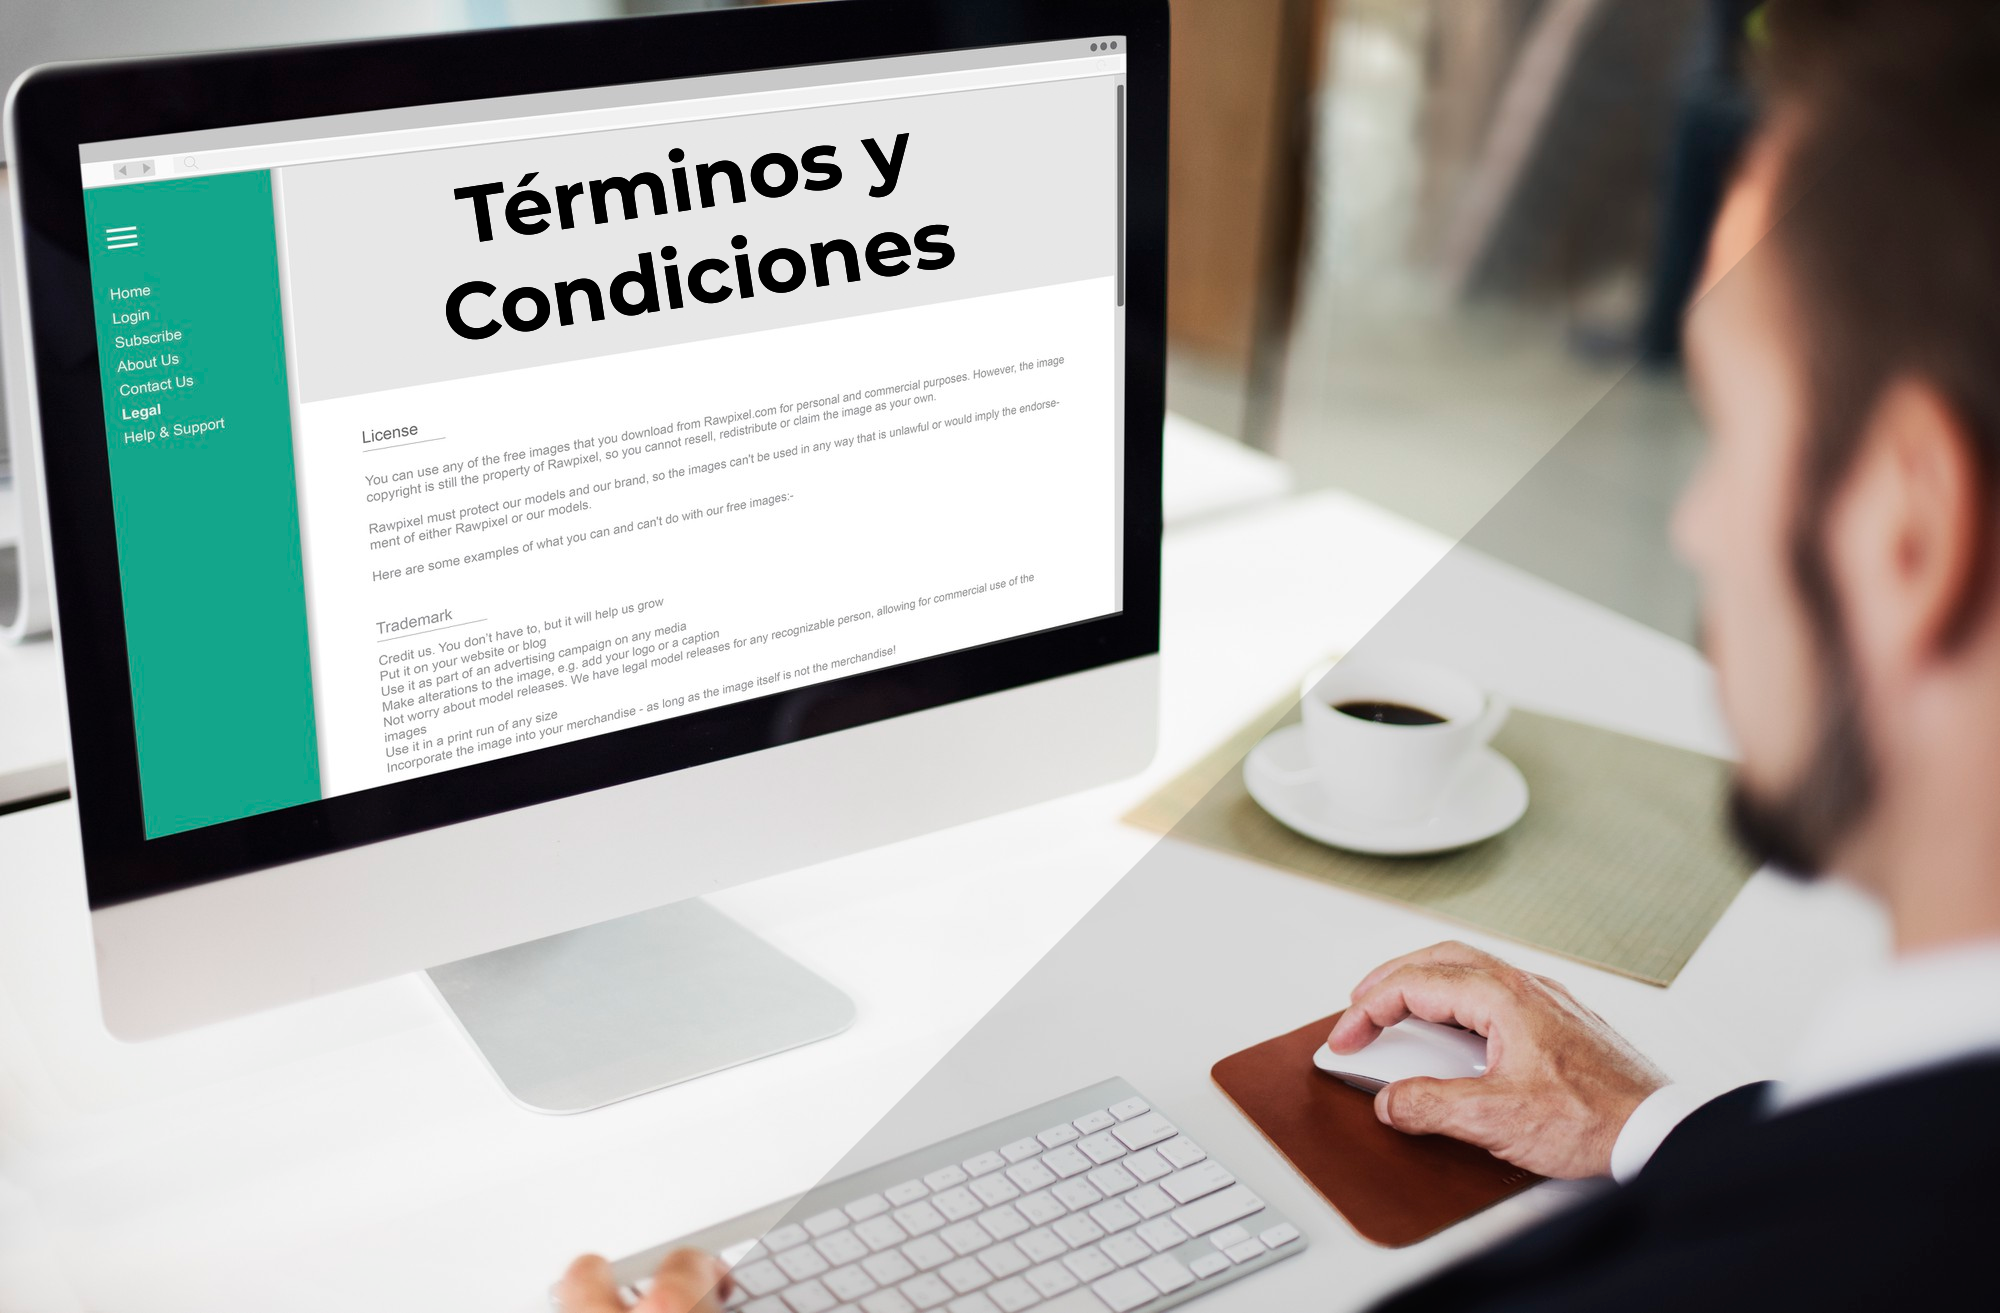 Términos y
Condiciones
Home
Login
Subscribe
About Us
Contact Us
Legal
Help & Support
License
You can use any of the free images that you download from Rawpixel.com for personal and commercial purposes. However, the image
copyright is still the property of Rawpixel, so you cannot resell, redistribute or claim the image as your own.
Rawpixel must protect our models and our brand, so the images can't be used in any way that is unlawful or would imply the endorse-
ment of either Rawpixel or our models.
Here are some examples of what you can and can't do with our free images:-
Trademark
Credit us. You don't have to, but it will help us grow
Put it on your website or blog
Use it as part of an advertising campaign on any media
Make alterations to the image, e.g. add your logo or a caption
Not worry about model releases. We have legal model releases for any recognizable person, allowing for commercial use of the
images
Use it in a print run of any size
Incorporate the image into your merchandise - as long as the image itself is not the merchandise!